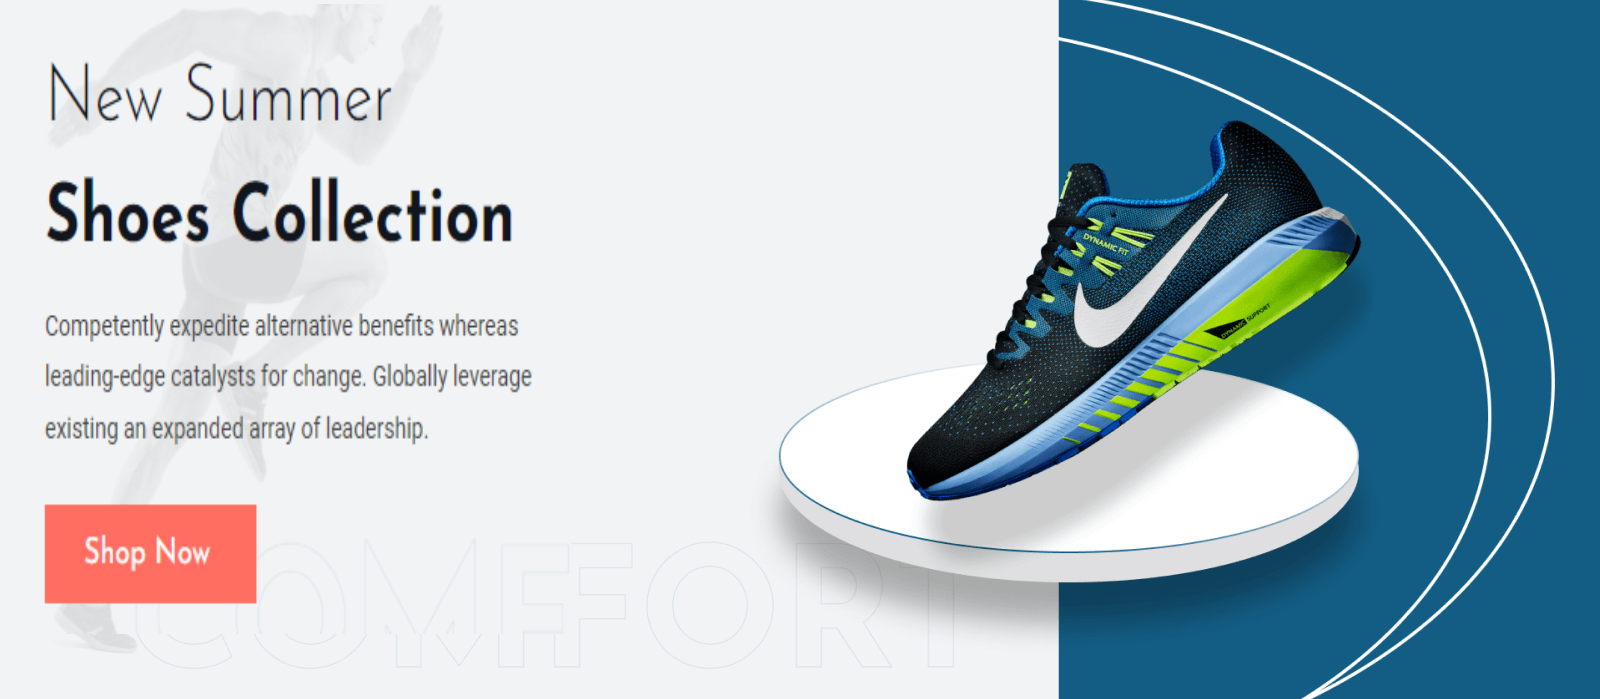 New Summer
Shoes Collection
Competently expedite alternative benefits whereas
leading-edge catalysts for change. Globally leverage
existing an expanded array of leadership.
Shop Now
DYNAMIC FIT
DYNAMIC SUPPORT